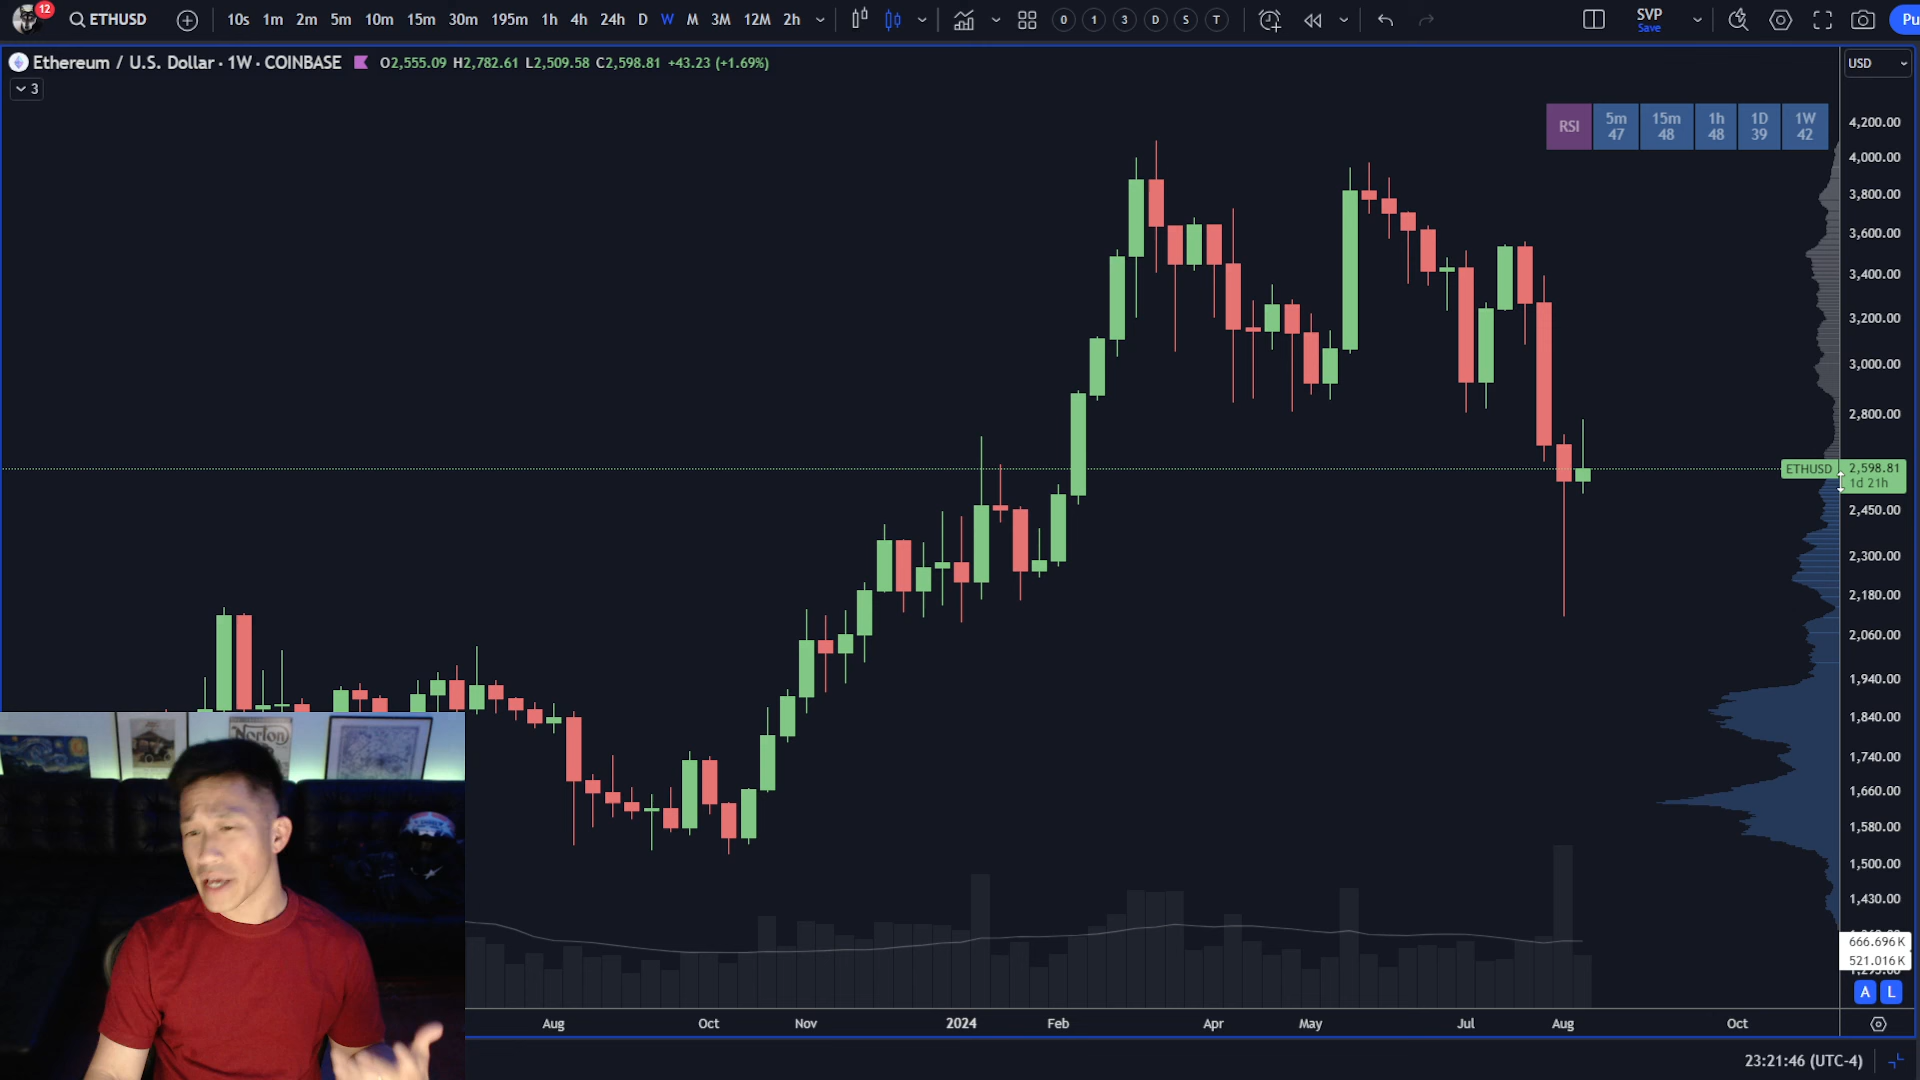 12 ETHUSD 10s 1m 2m 5m 10m 15m 30m 195m 1h 4h 24h D W M 3M 12M 2h 0 1 3 D S T SVP Save Pu
Ethereum / U.S. Dollar · 1W · COINBASE O2,555.09 H2,782.61 L2,509.58 C2,598.81 +43.23 (+1.69%) USD
3
RSI 5m 47 15m 48 1h 48 1D 39 1W 42
4,200.00
4,000.00
3,800.00
3,600.00
3,400.00
3,200.00
3,000.00
2,800.00
ETHUSD 2,598.81
1d 21h
2,450.00
2,300.00
2,180.00
2,060.00
1,940.00
1,840.00
1,740.00
1,660.00
1,580.00
1,500.00
1,430.00
666.696K
521.016K
A L
Norton
Aug Oct Nov 2024 Feb Apr May Jul Aug Oct
23:21:46 (UTC-4)